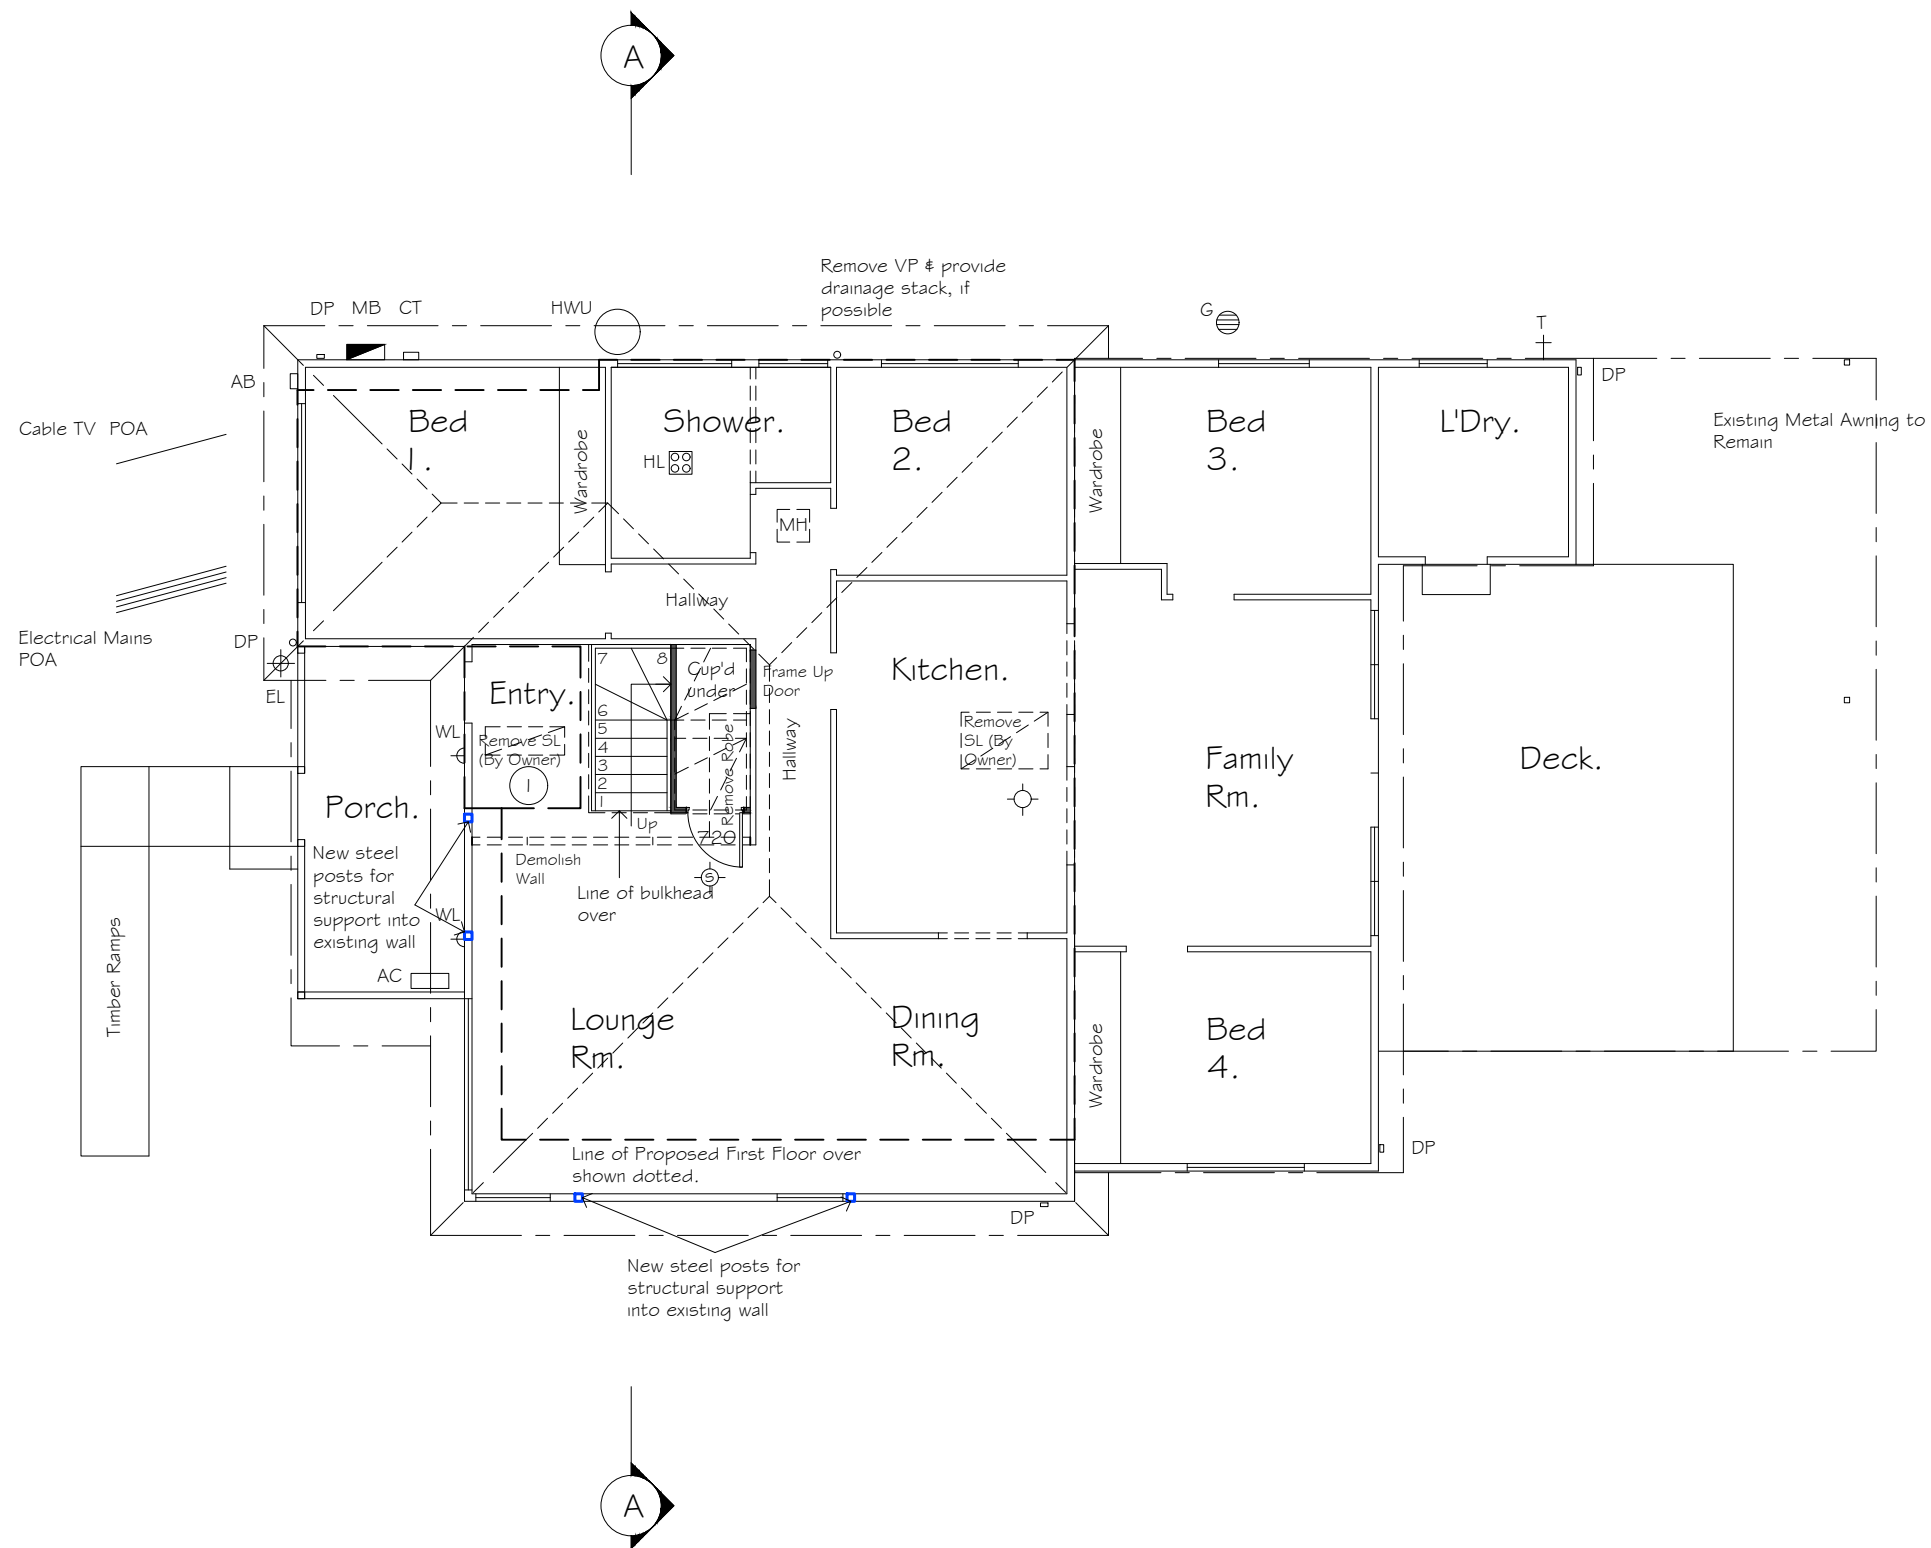 A
Remove VP & provide
drainage stack, if
possible
DP MB CT
HWU
G
T
AB
DP
Cable TV POA
Existing Metal Awning to
Remain
Bed
1.
Wardrobe
Shower.
HL
Bed
2.
Wardrobe
Bed
3.
L'Dry.
MH
Hallway
Electrical Mains
POA
DP
EL
Entry.
WL
Remove SL
(By Owner)
1
7
8
6
5
4
3
2
1
Cup'd
under
Frame Up
Door
Remove Robe
Hallway
Kitchen.
Remove
SL (By
Owner)
Family
Rm.
Deck.
Porch.
Up
720
New steel
posts for
structural
support into
existing wall
Demolish
Wall
S
Line of bulkhead
over
WL
AC
Timber Ramps
Lounge
Rm.
Dining
Rm.
Wardrobe
Bed
4.
Line of Proposed First Floor over
shown dotted.
DP
DP
New steel posts for
structural support
into existing wall
A